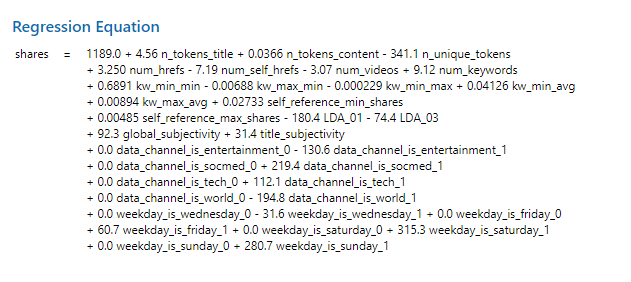 Regression Equation
shares = 1189.0 + 4.56 n_tokens_title + 0.0366 n_tokens_content - 341.1 n_unique_tokens
+ 3.250 num_hrefs - 7.19 num_self_hrefs - 3.07 num_videos + 9.12 num_keywords
+ 0.6891 kw_min_min - 0.00688 kw_max_min - 0.000229 kw_min_max + 0.04126 kw_min_avg
+ 0.00894 kw_max_avg + 0.02733 self_reference_min_shares
+ 0.00485 self_reference_max_shares - 180.4 LDA_01 - 74.4 LDA_03
+ 92.3 global_subjectivity + 31.4 title_subjectivity
+ 0.0 data_channel_is_entertainment_0 - 130.6 data_channel_is_entertainment_1
+ 0.0 data_channel_is_socmed_0 + 219.4 data_channel_is_socmed_1
+ 0.0 data_channel_is_tech_0 + 112.1 data_channel_is_tech_1
+ 0.0 data_channel_is_world_0 - 194.8 data_channel_is_world_1
+ 0.0 weekday_is_wednesday_0 - 31.6 weekday_is_wednesday_1 + 0.0 weekday_is_friday_0
+ 60.7 weekday_is_friday_1 + 0.0 weekday_is_saturday_0 + 315.3 weekday_is_saturday_1
+ 0.0 weekday_is_sunday_0 + 280.7 weekday_is_sunday_1